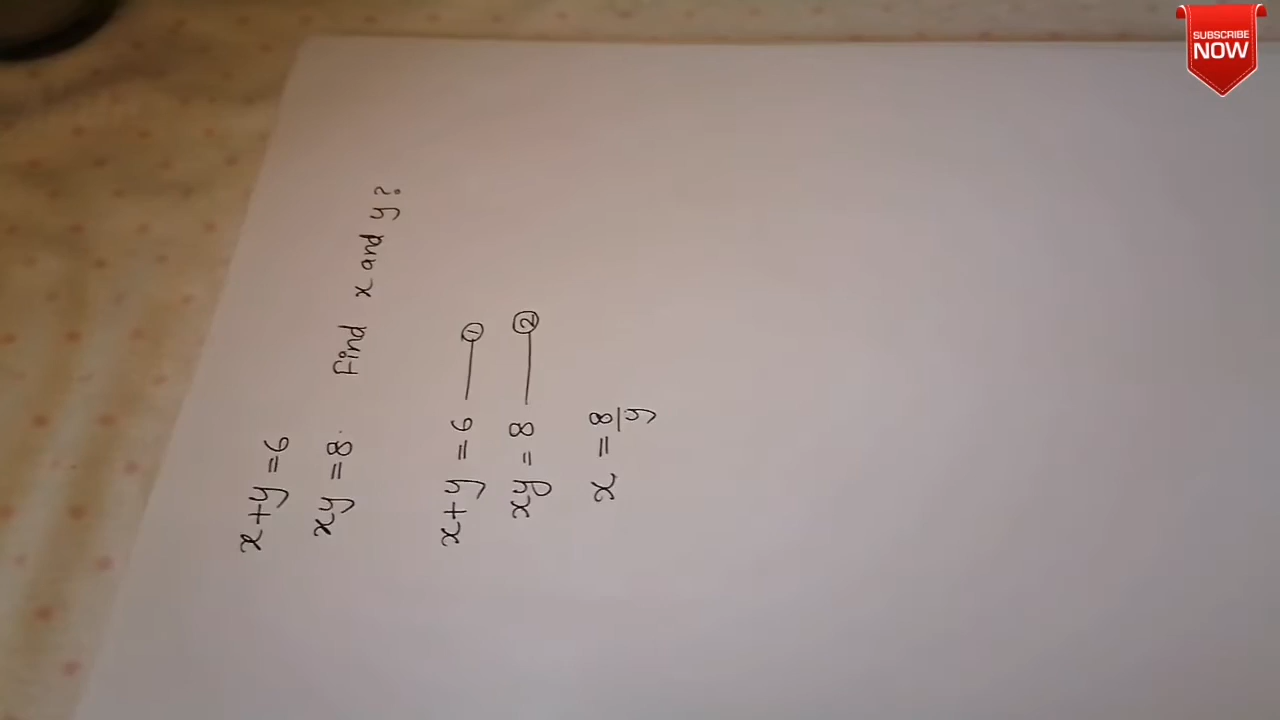 x+y=6
xy=8. Find x and y?
x+y=6 — ①
xy=8 — ②
x=8/y
SUBSCRIBE
NOW